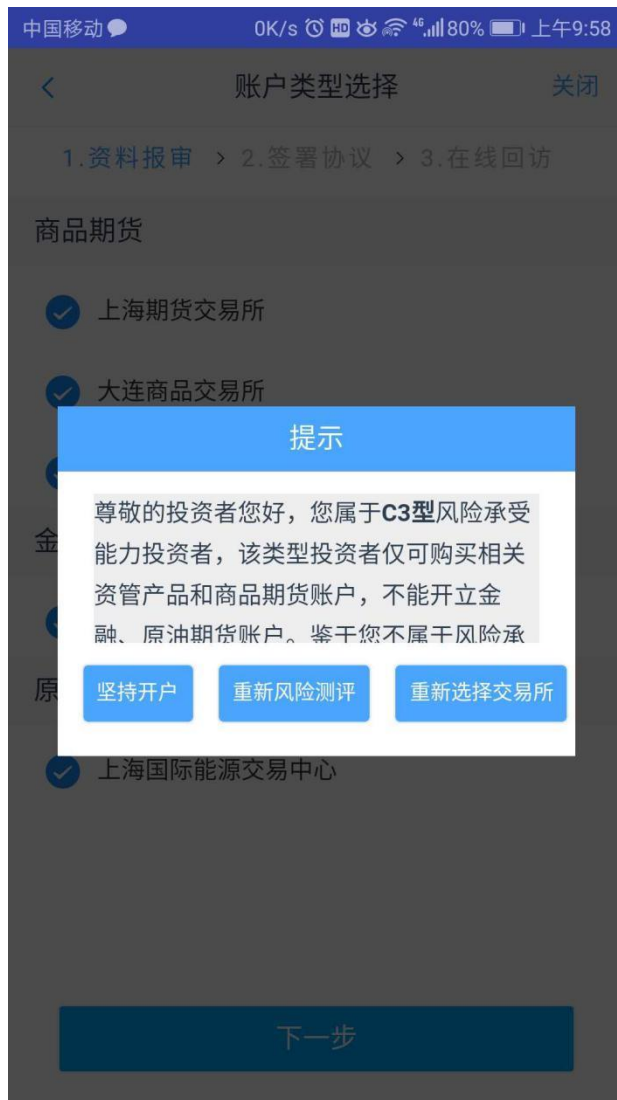 中国移动
0K/s HD 46 80% 上午9:58
账户类型选择
关闭
1.资料报审 > 2.签署协议 > 3.在线回访
商品期货
上海期货交易所
大连商品交易所
提示
尊敬的投资者您好，您属于C3型风险承受
能力投资者，该类型投资者仅可购买相关
资管产品和商品期货账户，不能开立金
融、原油期货账户。鉴于您不属于风险承
金
原
坚持开户
重新风险测评
重新选择交易所
上海国际能源交易中心
下一步